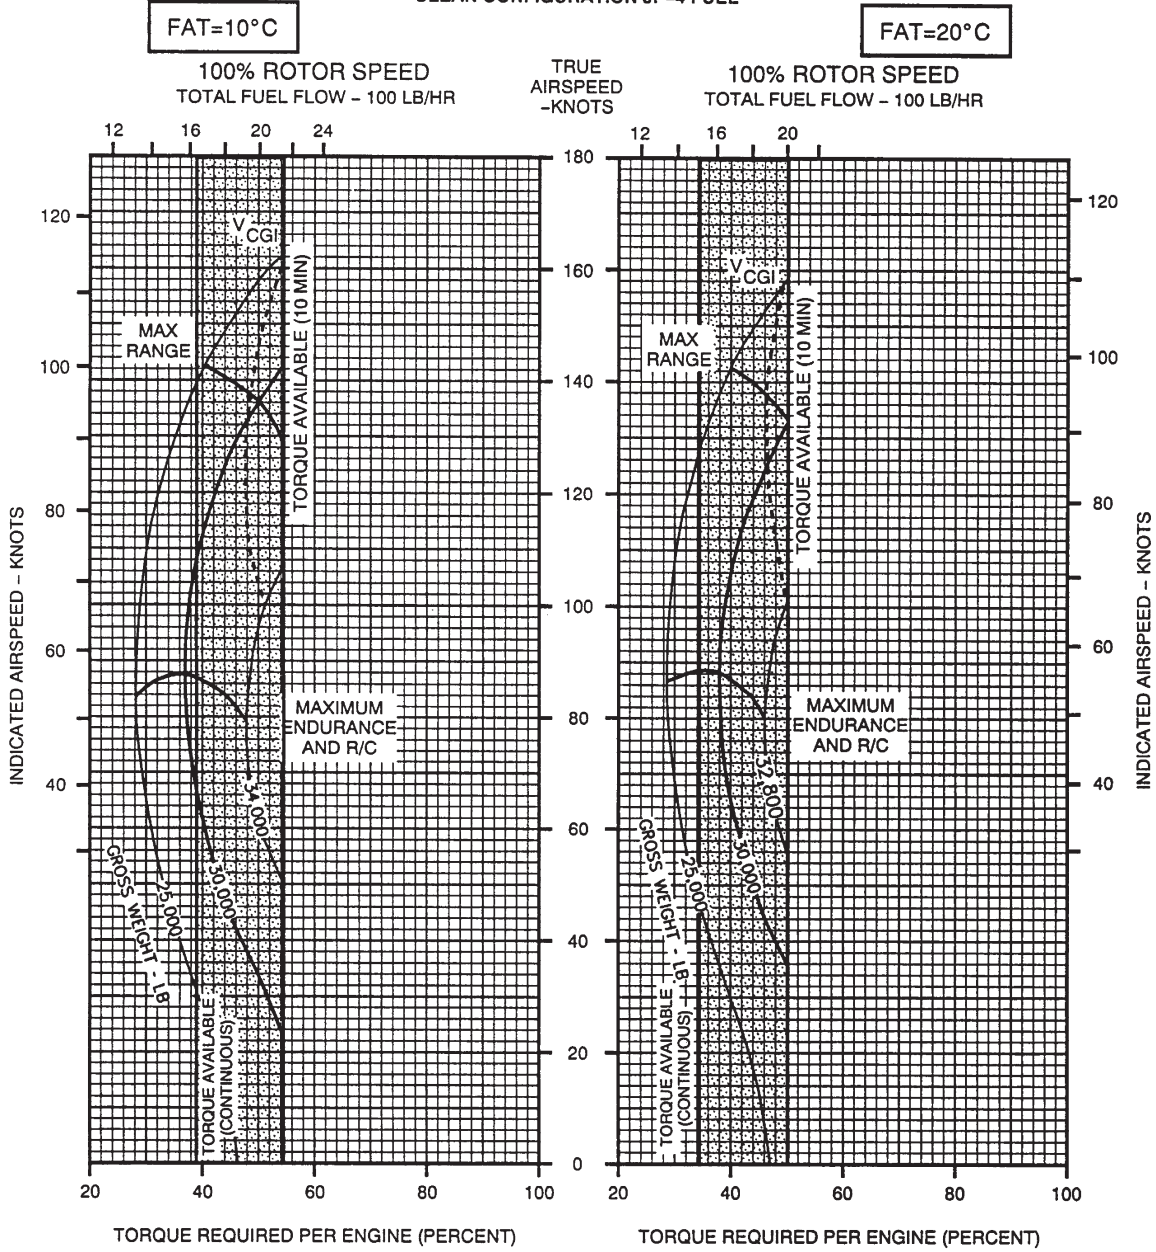 FAT=10°C
100% ROTOR SPEED
TOTAL FUEL FLOW – 100 LB/HR
12 16 20 24
TRUE
AIRSPEED
–KNOTS
FAT=20°C
100% ROTOR SPEED
TOTAL FUEL FLOW – 100 LB/HR
12 16 20
INDICATED AIRSPEED – KNOTS
120
100
80
60
40
VCGI
MAX
RANGE
TORQUE AVAILABLE (10 MIN)
MAXIMUM
ENDURANCE
AND R/C
34,000
30,000
25,000
GROSS WEIGHT - LB
TORQUE AVAILABLE
(CONTINUOUS)
20 40 60 80 100
TORQUE REQUIRED PER ENGINE (PERCENT)
180
160
140
120
100
80
60
40
20
0
VCGI
MAX
RANGE
TORQUE AVAILABLE (10 MIN)
MAXIMUM
ENDURANCE
AND R/C
32,800
30,000
25,000
GROSS WEIGHT - LB
TORQUE AVAILABLE
(CONTINUOUS)
20 40 60 80 100
TORQUE REQUIRED PER ENGINE (PERCENT)
120
100
80
60
40
INDICATED AIRSPEED – KNOTS